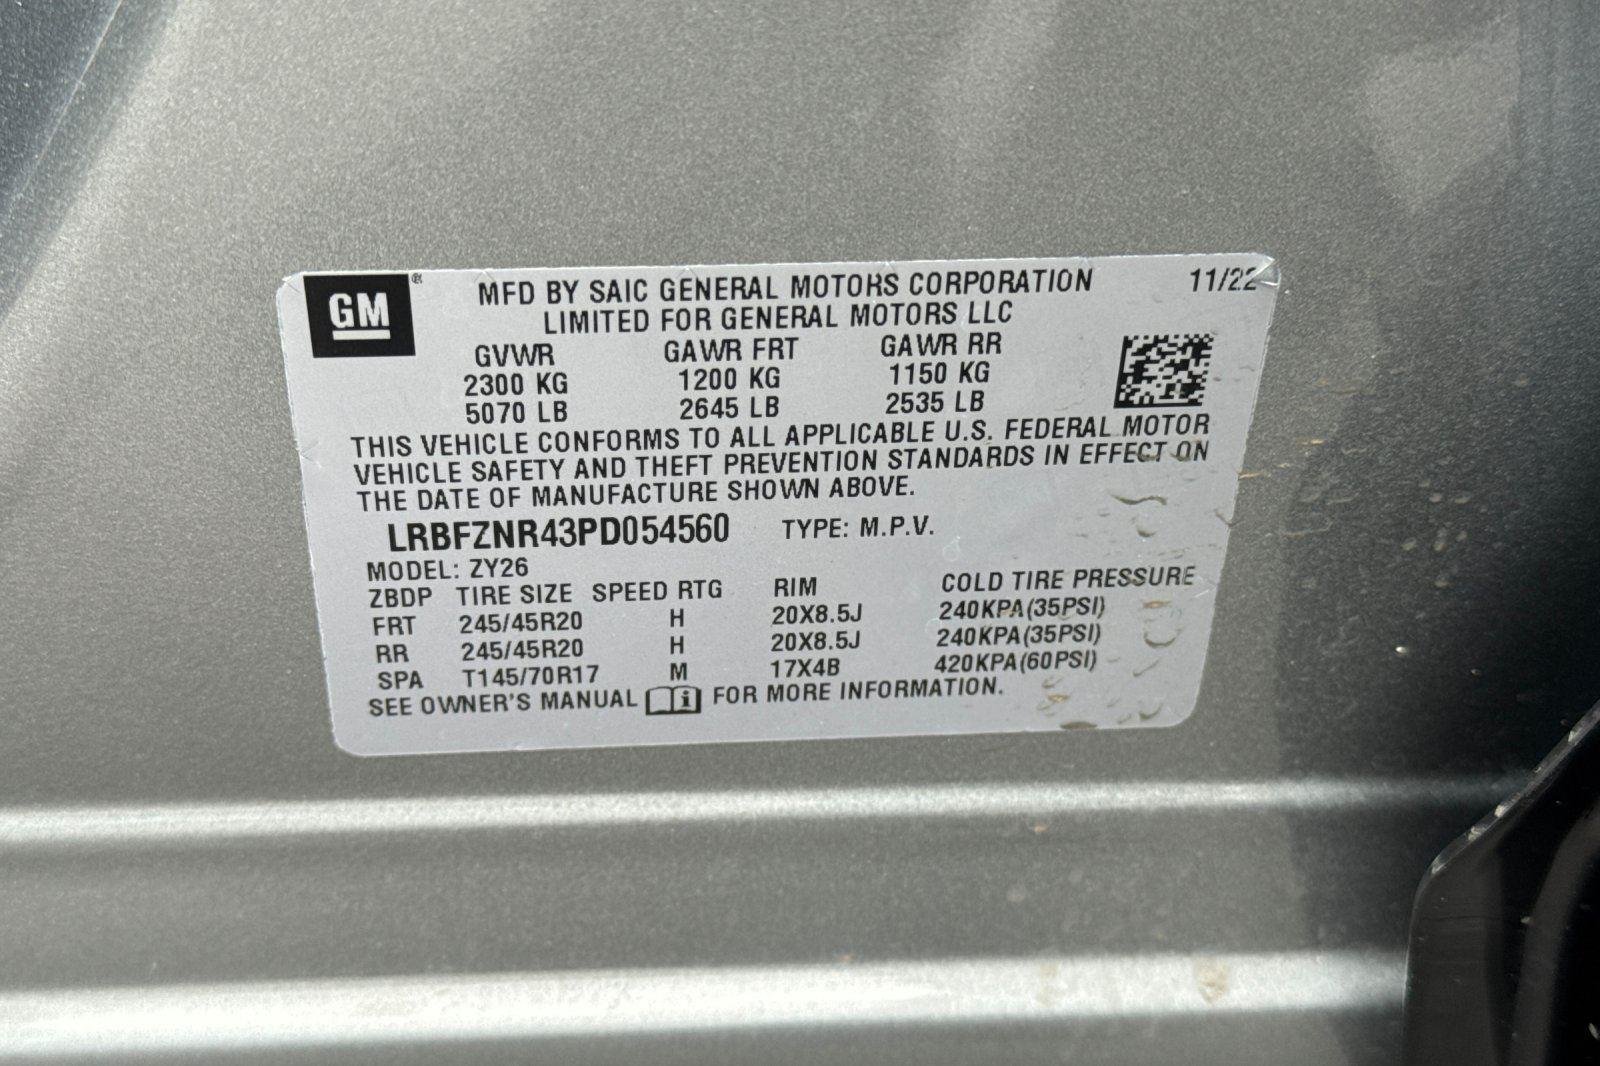 GM ® MFD BY SAIC GENERAL MOTORS CORPORATION 11/22
LIMITED FOR GENERAL MOTORS LLC
GVWR GAWR FRT GAWR RR
2300 KG 1200 KG 1150 KG
5070 LB 2645 LB 2535 LB
THIS VEHICLE CONFORMS TO ALL APPLICABLE U.S. FEDERAL MOTOR
VEHICLE SAFETY AND THEFT PREVENTION STANDARDS IN EFFECT ON
THE DATE OF MANUFACTURE SHOWN ABOVE.
LRBFZNR43PD054560 TYPE: M.P.V.
MODEL: ZY26
ZBDP TIRE SIZE SPEED RTG RIM COLD TIRE PRESSURE
FRT 245/45R20 H 20X8.5J 240KPA(35PSI)
RR 245/45R20 H 20X8.5J 240KPA(35PSI)
SPA T145/70R17 M 17X4B 420KPA(60PSI)
SEE OWNER'S MANUAL i FOR MORE INFORMATION.